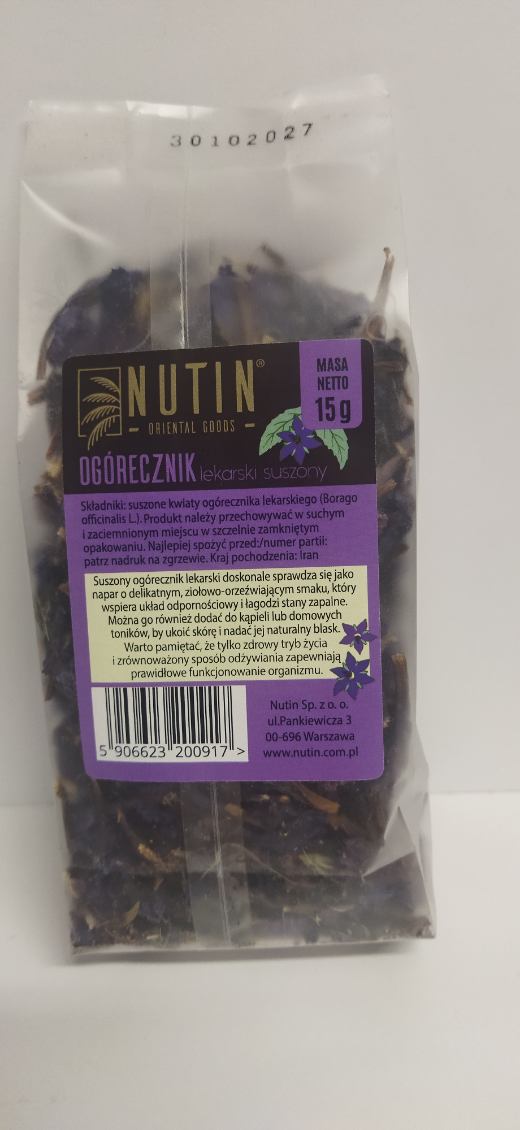 30102027
NUTIN®
- ORIENTAL GOODS -
MASA
NETTO
15 g
OGÓRECZNIK lekarski suszony
Składniki: suszone kwiaty ogórecznika lekarskiego (Borago
officinalis L.). Produkt należy przechowywać w suchym
i zaciemnionym miejscu w szczelnie zamkniętym
opakowaniu. Najlepiej spożyć przed:/numer partii:
patrz nadruk na zgrzewie. Kraj pochodzenia: Iran
Suszony ogórecznik lekarski doskonale sprawdza się jako
napar o delikatnym, ziołowo-orzeźwiającym smaku, który
wspiera układ odpornościowy i łagodzi stany zapalne.
Można go również dodać do kąpieli lub domowych
toników, by ukoić skórę i nadać jej naturalny blask.
Warto pamiętać, że tylko zdrowy tryb życia
i zrównoważony sposób odżywiania zapewniają
prawidłowe funkcjonowanie organizmu.
5 906623 200917 >
Nutin Sp. z o. o.
ul.Pankiewicza 3
00-696 Warszawa
www.nutin.com.pl